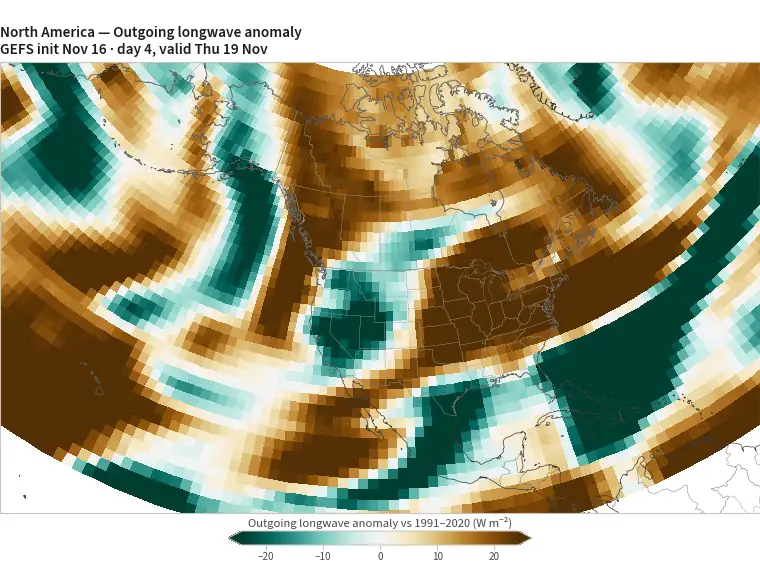 North America — Outgoing longwave anomaly
GEFS init Nov 16 · day 4, valid Thu 19 Nov
Outgoing longwave anomaly vs 1991–2020 (W m⁻²)
−20 −10 0 10 20